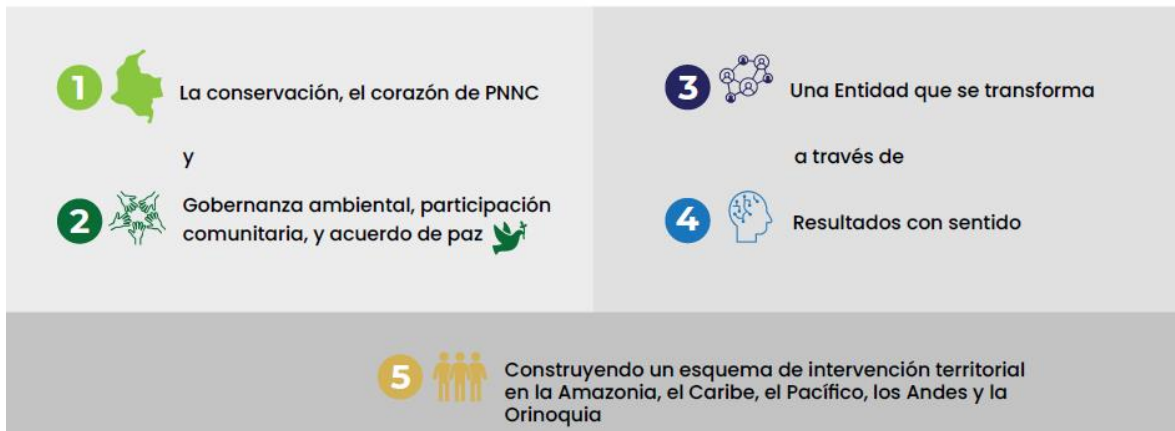 1
La conservación, el corazón de PNNC
y
2
Gobernanza ambiental, participación
comunitaria, y acuerdo de paz
3
Una Entidad que se transforma
a través de
4
Resultados con sentido
5
Construyendo un esquema de intervención territorial
en la Amazonia, el Caribe, el Pacífico, los Andes y la
Orinoquia